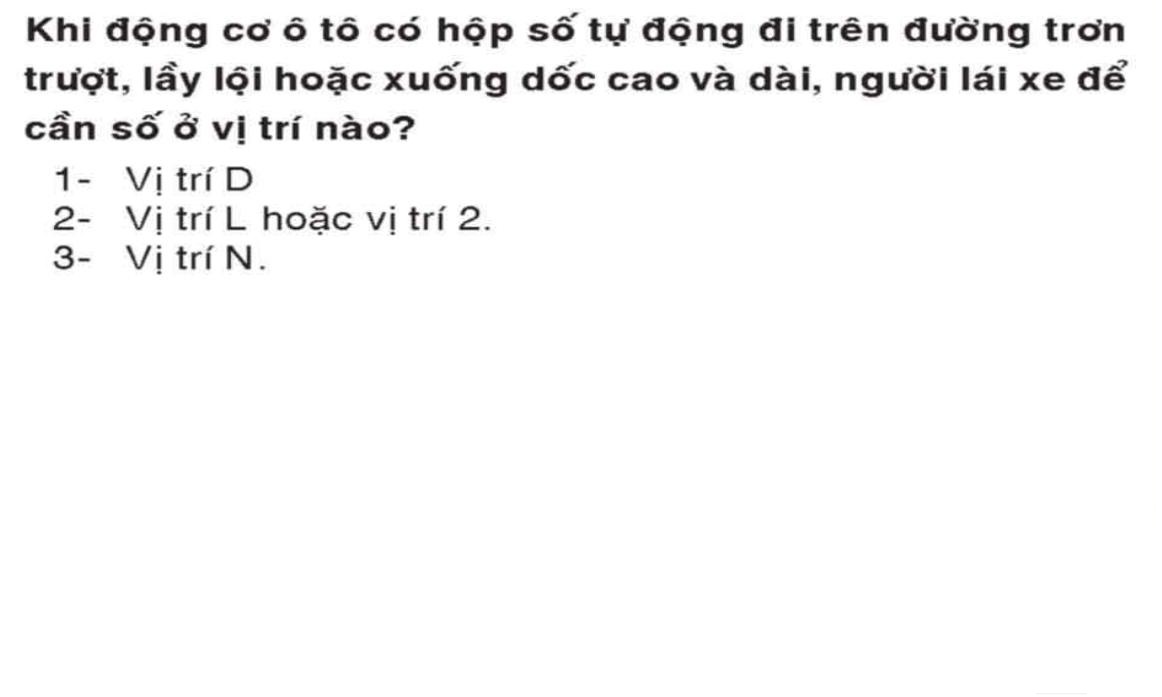 Khi động cơ ô tô có hộp số tự động đi trên đường trơn
trượt, lầy lội hoặc xuống dốc cao và dài, người lái xe để
cần số ở vị trí nào?
1- Vị trí D
2- Vị trí L hoặc vị trí 2.
3- Vị trí N.